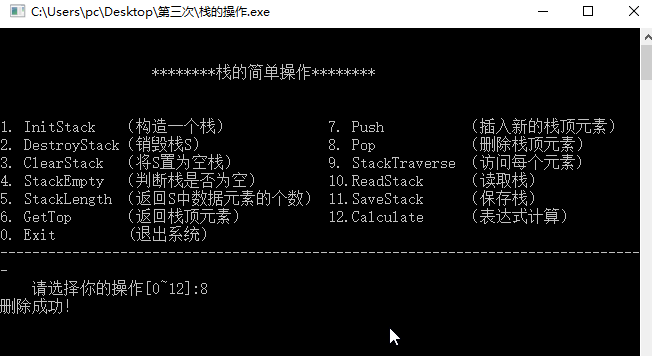 C:\Users\pc\Desktop\第三次\栈的操作.exe
********栈的简单操作********
1. InitStack （构造一个栈） 7. Push （插入新的栈顶元素）
2. DestroyStack（销毁栈S） 8. Pop （删除栈顶元素）
3. ClearStack （将S置为空栈） 9. StackTraverse （访问每个元素）
4. StackEmpty （判断栈是否为空） 10.ReadStack （读取栈）
5. StackLength （返回S中数据元素的个数） 11.SaveStack （保存栈）
6. GetTop （返回栈顶元素） 12.Calculate （表达式计算）
0. Exit （退出系统）
--------------------------------------------------------------------------------
-
请选择你的操作[0~12]:8
删除成功!